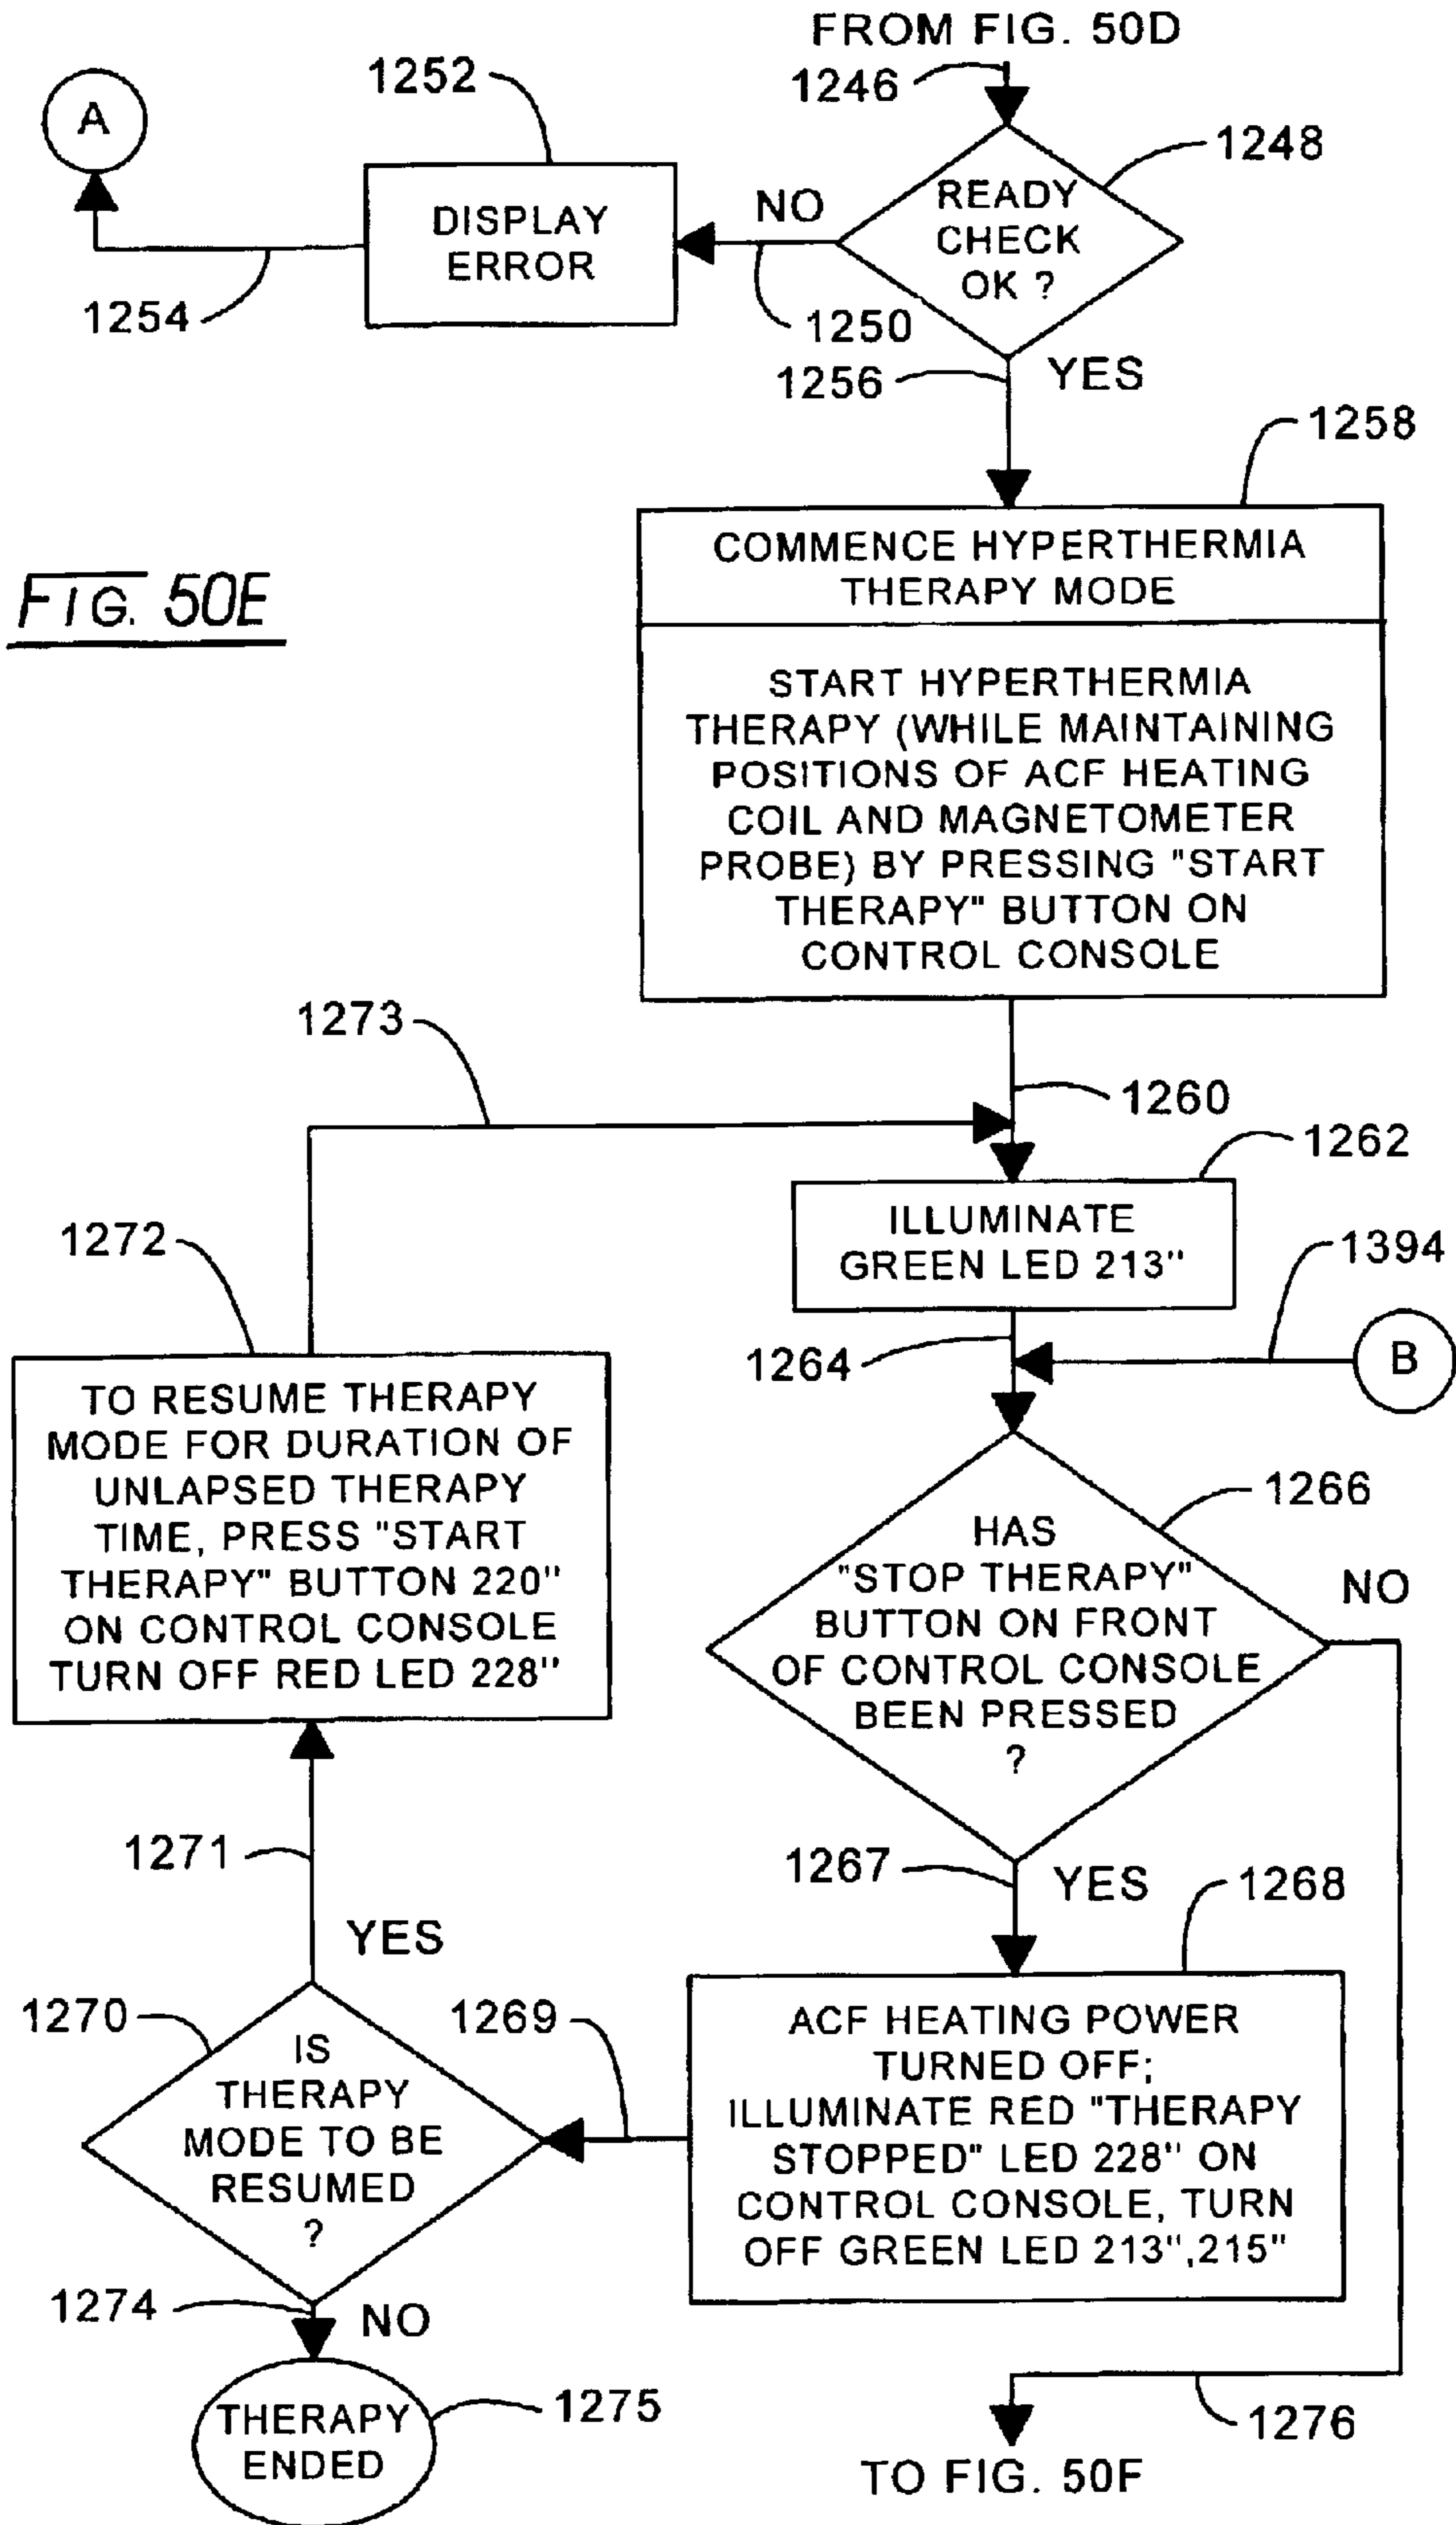 FROM FIG. 50D
1246
1252
A
1248
READY
CHECK
OK ?
NO
DISPLAY
ERROR
1254
1250
1256
YES
1258
FIG. 50E
COMMENCE HYPERTHERMIA
THERAPY MODE
START HYPERTHERMIA
THERAPY (WHILE MAINTAINING
POSITIONS OF ACF HEATING
COIL AND MAGNETOMETER
PROBE) BY PRESSING "START
THERAPY" BUTTON ON
CONTROL CONSOLE
1273
1260
1262
ILLUMINATE
GREEN LED 213"
1272
1394
1264
B
TO RESUME THERAPY
MODE FOR DURATION OF
UNLAPSED THERAPY
TIME, PRESS "START
THERAPY" BUTTON 220"
ON CONTROL CONSOLE
TURN OFF RED LED 228"
1266
HAS
"STOP THERAPY"
BUTTON ON FRONT
OF CONTROL CONSOLE
BEEN PRESSED
?
NO
1271
1267
YES
1268
YES
1270
1269
IS
THERAPY
MODE TO BE
RESUMED
?
ACF HEATING POWER
TURNED OFF;
ILLUMINATE RED "THERAPY
STOPPED" LED 228" ON
CONTROL CONSOLE, TURN
OFF GREEN LED 213",215"
1274
NO
THERAPY
ENDED
1275
1276
TO FIG. 50F